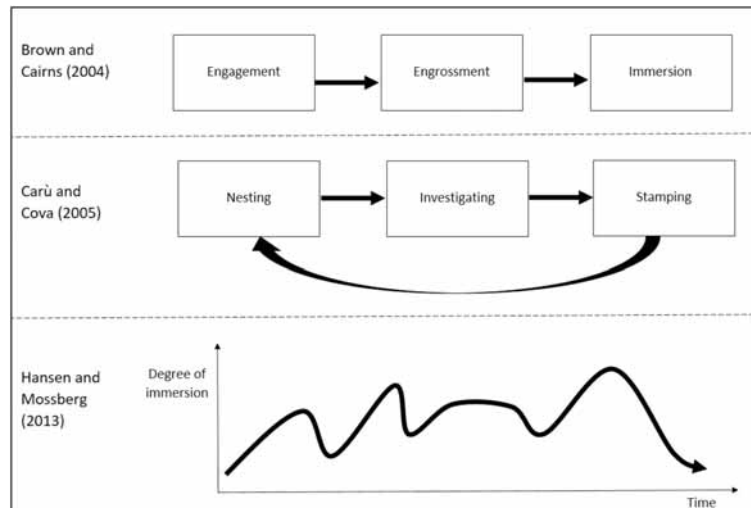 Brown and
Cairns (2004)
Engagement
Engrossment
Immersion
Carù and
Cova (2005)
Nesting
Investigating
Stamping
Hansen and
Mossberg
(2013)
Degree of
immersion
Time